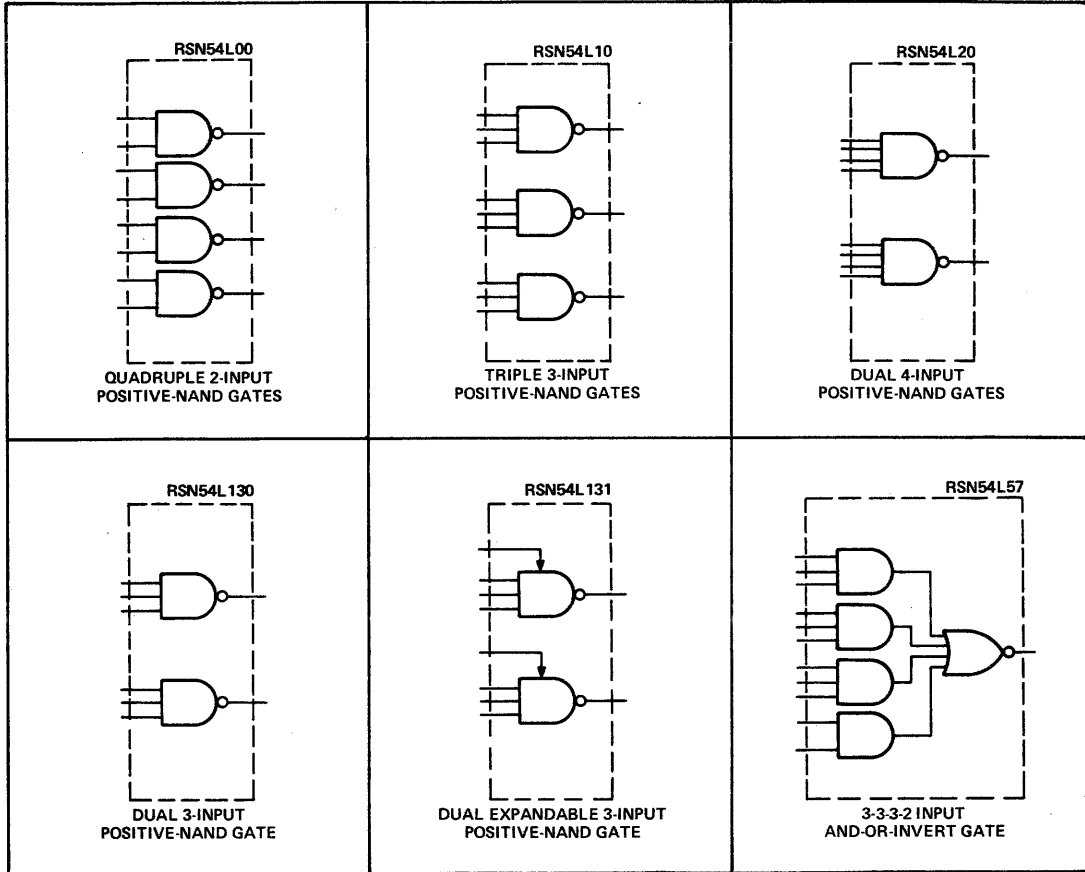 RSN54L00
QUADRUPLE 2-INPUT
POSITIVE-NAND GATES
RSN54L10
TRIPLE 3-INPUT
POSITIVE-NAND GATES
RSN54L20
DUAL 4-INPUT
POSITIVE-NAND GATES
RSN54L130
DUAL 3-INPUT
POSITIVE-NAND GATE
RSN54L131
DUAL EXPANDABLE 3-INPUT
POSITIVE-NAND GATE
RSN54L57
3-3-3-2 INPUT
AND-OR-INVERT GATE